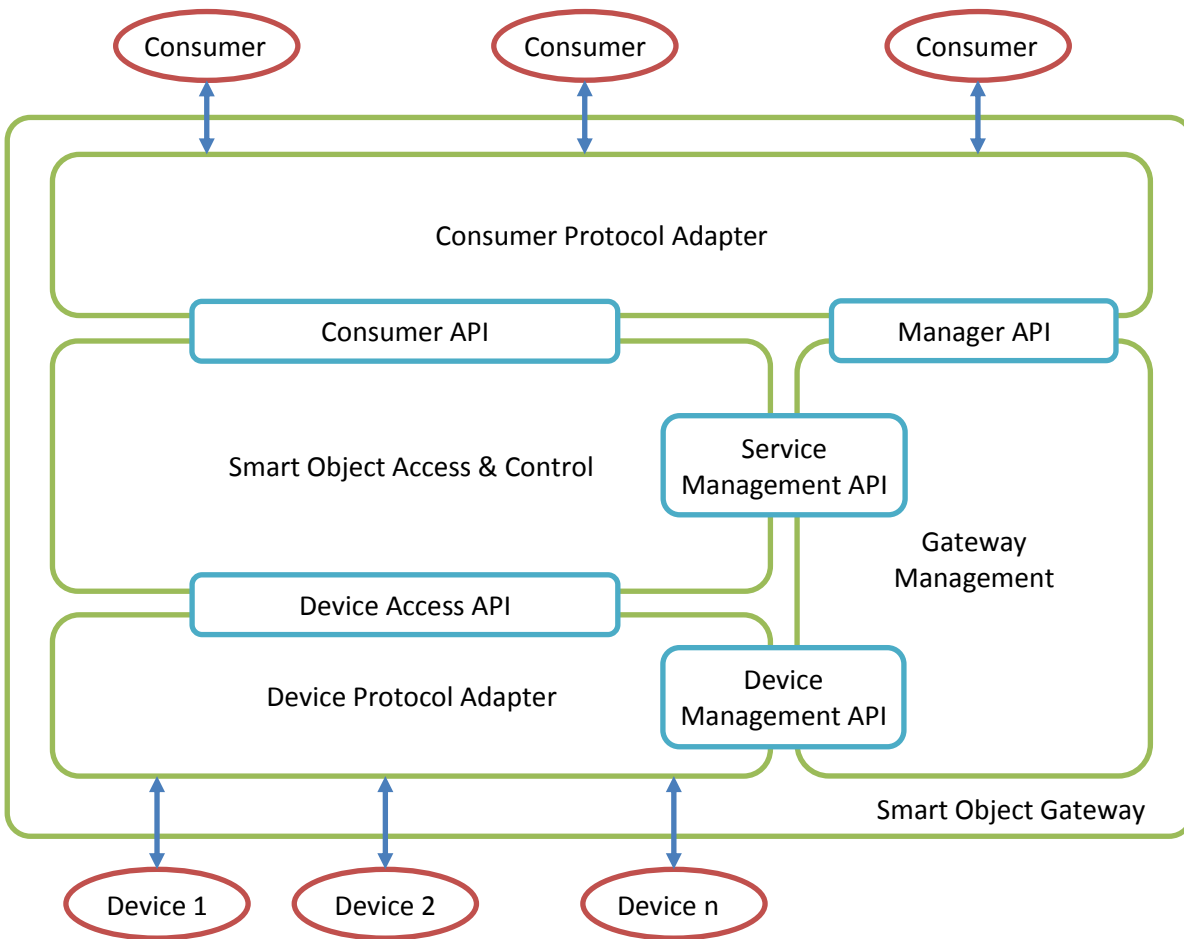 Consumer
Consumer
Consumer
Consumer Protocol Adapter
Consumer API
Manager API
Smart Object Access & Control
Service
Management API
Gateway
Management
Device Access API
Device Protocol Adapter
Device
Management API
Smart Object Gateway
Device 1
Device 2
Device n